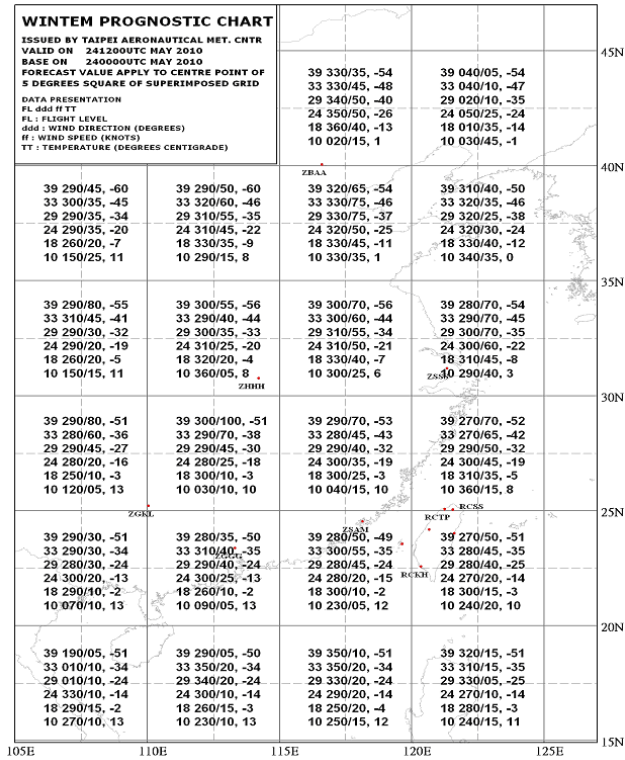 WINTEM PROGNOSTIC CHART
ISSUED BY TAIPEI AERONAUTICAL MET. CNTR
VALID ON 241200UTC MAY 2010
BASE ON 240000UTC MAY 2010
FORECAST VALUE APPLY TO CENTRE POINT OF
5 DEGREES SQUARE OF SUPERIMPOSED GRID
DATA PRESENTATION
FL ddd ff TT
FL : FLIGHT LEVEL
ddd : WIND DIRECTION (DEGREES)
ff : WIND SPEED (KNOTS)
TT : TEMPERATURE (DEGREES CENTIGRADE)
45N
39 330/35, -54 39 040/05, -54
33 330/45, -48 33 040/10, -47
29 340/50, -40 29 020/10, -35
24 350/50, -26 24 050/25, -24
18 360/40, -13 18 010/35, -14
10 020/15, 1 10 030/45, -1
40N
ZBAA
39 290/45, -60 39 290/50, -60 39 320/65, -54 39 310/40, -50
33 300/35, -45 33 320/60, -46 33 330/75, -46 33 320/35, -46
29 290/35, -34 29 310/55, -35 29 330/75, -37 29 320/25, -38
24 290/35, -20 24 310/45, -22 24 320/50, -25 24 320/30, -24
18 260/20, -7 18 330/35, -9 18 330/45, -11 18 330/40, -12
10 150/25, 11 10 290/15, 8 10 330/35, 1 10 340/35, 0
35N
39 290/80, -55 39 300/55, -56 39 300/70, -56 39 280/70, -54
33 310/45, -41 33 290/40, -44 33 300/60, -44 33 290/70, -45
29 290/30, -32 29 300/35, -33 29 310/55, -34 29 300/70, -35
24 290/20, -19 24 310/25, -20 24 310/50, -21 24 300/60, -22
18 260/20, -5 18 320/20, -4 18 330/40, -7 18 310/45, -8
10 150/15, 11 10 360/05, 8 10 300/25, 6 10 290/40, 3
ZHHH ZSSS
30N
39 290/80, -51 39 300/100, -51 39 290/70, -53 39 270/70, -52
33 280/60, -36 33 290/70, -38 33 280/45, -43 33 270/65, -42
29 290/45, -27 29 290/45, -30 29 290/40, -32 29 290/50, -32
24 280/20, -16 24 280/25, -18 24 300/35, -19 24 300/45, -19
18 250/10, -3 18 300/10, -3 18 300/25, -3 18 310/35, -5
10 120/05, 13 10 030/10, 10 10 040/15, 10 10 360/15, 8
25N
ZGKL ZSAM RCTP RCSS
39 290/30, -51 39 280/35, -50 39 290/50, -49 39 270/50, -51
33 290/30, -34 33 310/40, -35 33 300/55, -35 33 280/45, -35
ZGGG
29 280/30, -24 29 290/40, -24 29 280/45, -24 29 280/40, -25
24 300/20, -13 24 300/25, -13 24 280/20, -15 24 270/20, -14
RCKH
18 290/10, -2 18 260/10, -2 18 300/10, -2 18 300/15, -3
10 070/10, 13 10 090/05, 13 10 230/05, 12 10 240/20, 10
20N
39 190/05, -51 39 290/05, -50 39 350/10, -51 39 320/15, -51
33 010/10, -34 33 350/20, -34 33 350/20, -34 33 310/15, -35
29 010/10, -24 29 340/20, -24 29 330/20, -24 29 330/05, -25
24 330/10, -14 24 300/10, -14 24 290/20, -14 24 270/10, -14
18 290/15, -2 18 260/15, -3 18 250/20, -4 18 280/15, -3
10 270/10, 13 10 230/10, 13 10 250/15, 12 10 240/15, 11
15N
105E 110E 115E 120E 125E